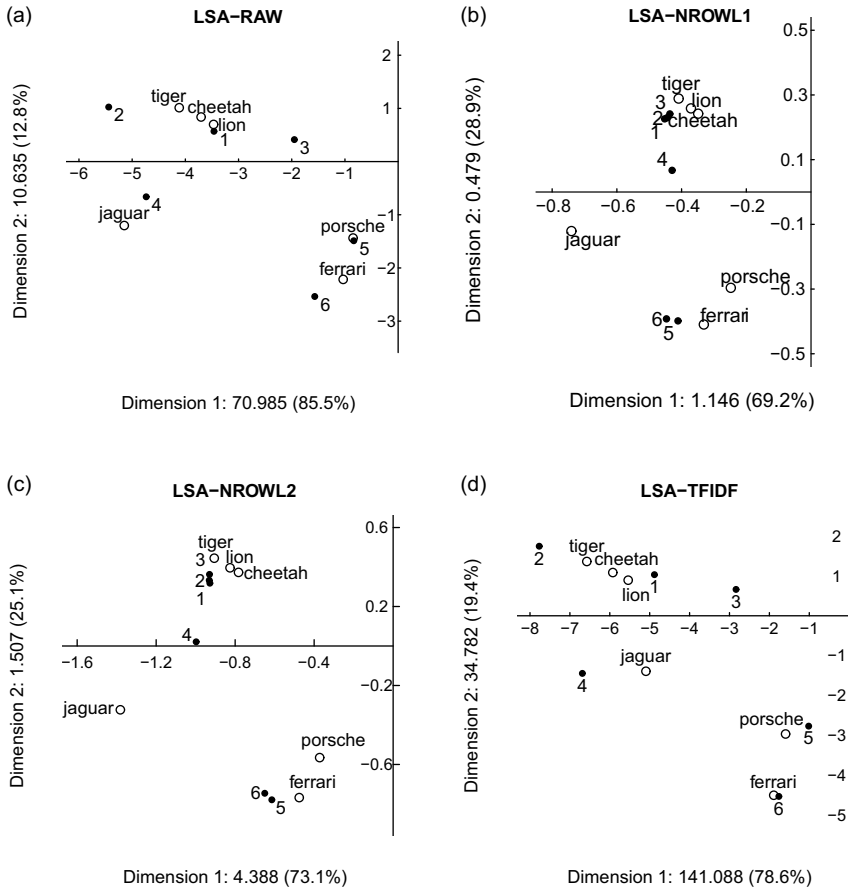 (a)
LSA−RAW
2
1
−1
−2
−3
−6 −5 −4 −3 −2 −1
tiger
cheetah
lion
jaguar
porsche
ferrari
1
2
3
4
5
6
Dimension 2: 10.635 (12.8%)
Dimension 1: 70.985 (85.5%)
(b)
LSA−NROWL1
0.5
0.3
0.1
−0.1
−0.3
−0.5
−0.8 −0.6 −0.4 −0.2
tiger
lion
cheetah
jaguar
porsche
ferrari
3
2
1
4
6
5
Dimension 2: 0.479 (28.9%)
Dimension 1: 1.146 (69.2%)
(c)
LSA−NROWL2
0.6
0.2
−0.2
−0.6
−1.6 −1.2 −0.8 −0.4
tiger
lion
cheetah
jaguar
porsche
ferrari
3
2
1
4
6
5
Dimension 2: 1.507 (25.1%)
Dimension 1: 4.388 (73.1%)
(d)
LSA−TFIDF
2
1
−1
−2
−3
−4
−5
−8 −7 −6 −5 −4 −3 −2 −1
tiger
cheetah
lion
jaguar
porsche
ferrari
2
1
3
4
5
6
Dimension 2: 34.782 (19.4%)
Dimension 1: 141.088 (78.6%)